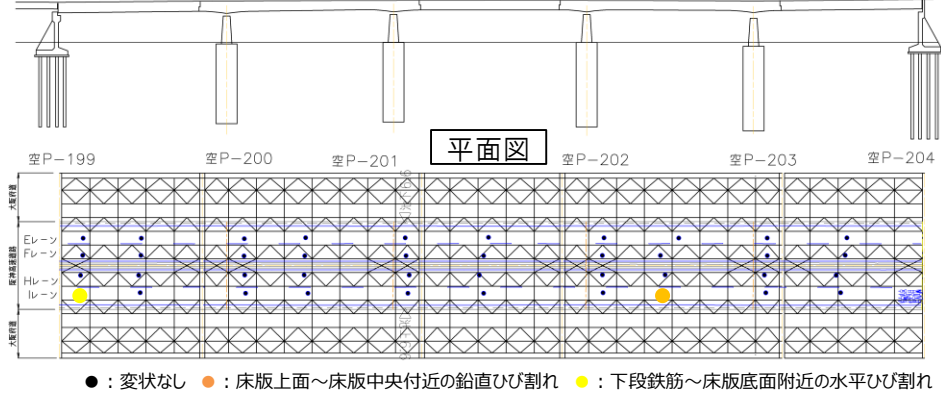 平面図
空P-199
空P-200
空P-201
空P-202
空P-203
空P-204
大阪府道
阪神高速道路
大阪府道
Eレーン
Fレーン
Hレーン
Iレーン
●：変状なし ●：床版上面～床版中央付近の鉛直ひび割れ ●：下段鉄筋～床版底面附近の水平ひび割れ